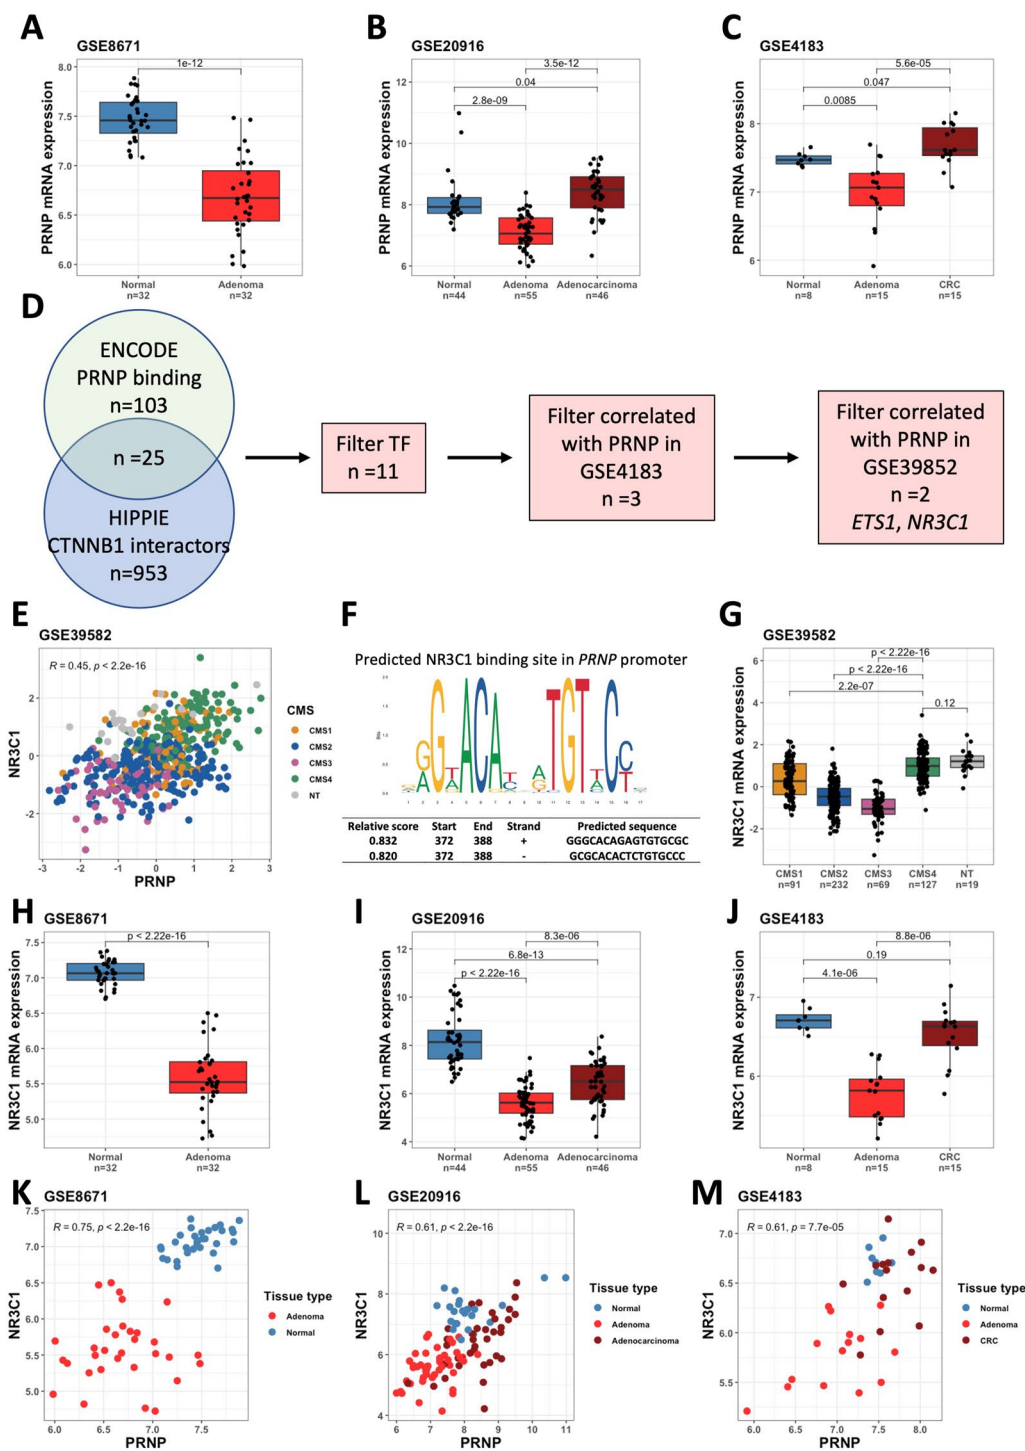 A
GSE8671
PRNP mRNA expression
8.0
7.5
7.0
6.5
6.0
1e-12
Normal
n=32
Adenoma
n=32
B
GSE20916
PRNP mRNA expression
12
10
8
6
3.5e-12
0.04
2.8e-09
Normal
n=44
Adenoma
n=55
Adenocarcinoma
n=46
C
GSE4183
PRNP mRNA expression
8
7
6
5.6e-05
0.047
0.0085
Normal
n=8
Adenoma
n=15
CRC
n=15
D
ENCODE
PRNP binding
n=103
n =25
HIPPIE
CTNNB1 interactors
n=953
Filter TF
n =11
Filter correlated
with PRNP in
GSE4183
n =3
Filter correlated
with PRNP in
GSE39852
n =2
ETS1, NR3C1
E
GSE39582
R = 0.45, p < 2.2e-16
NR3C1
2
0
-2
-3 -2 -1 0 1 2 3
PRNP
CMS
CMS1
CMS2
CMS3
CMS4
NT
F
Predicted NR3C1 binding site in PRNP promoter
Relative score Start End Strand Predicted sequence
0.832 372 388 + GGGCACAGAGTGTGCGC
0.820 372 388 - GCGCACACTCTGTGCCC
G
GSE39582
NR3C1 mRNA expression
6
4
2
0
-2
p < 2.22e-16
p < 2.22e-16
2.2e-07
0.12
CMS1
n=91
CMS2
n=232
CMS3
n=69
CMS4
n=127
NT
n=19
H
GSE8671
NR3C1 mRNA expression
7.5
7.0
6.5
6.0
5.5
5.0
p < 2.22e-16
Normal
n=32
Adenoma
n=32
I
GSE20916
NR3C1 mRNA expression
12
10
8
6
4
8.3e-06
6.8e-13
p < 2.22e-16
Normal
n=44
Adenoma
n=55
Adenocarcinoma
n=46
J
GSE4183
NR3C1 mRNA expression
7
6
8.8e-06
0.19
4.1e-06
Normal
n=8
Adenoma
n=15
CRC
n=15
K
GSE8671
R = 0.75, p < 2.2e-16
NR3C1
7.5
7.0
6.5
6.0
5.5
5.0
6.0 6.5 7.0 7.5
PRNP
Tissue type
Adenoma
Normal
L
GSE20916
R = 0.61, p < 2.2e-16
NR3C1
10
8
6
4
6 7 8 9 10 11
PRNP
Tissue type
Normal
Adenoma
Adenocarcinoma
M
GSE4183
R = 0.61, p = 7.7e-05
NR3C1
7.0
6.5
6.0
5.5
6.0 6.5 7.0 7.5 8.0
PRNP
Tissue type
Normal
Adenoma
CRC